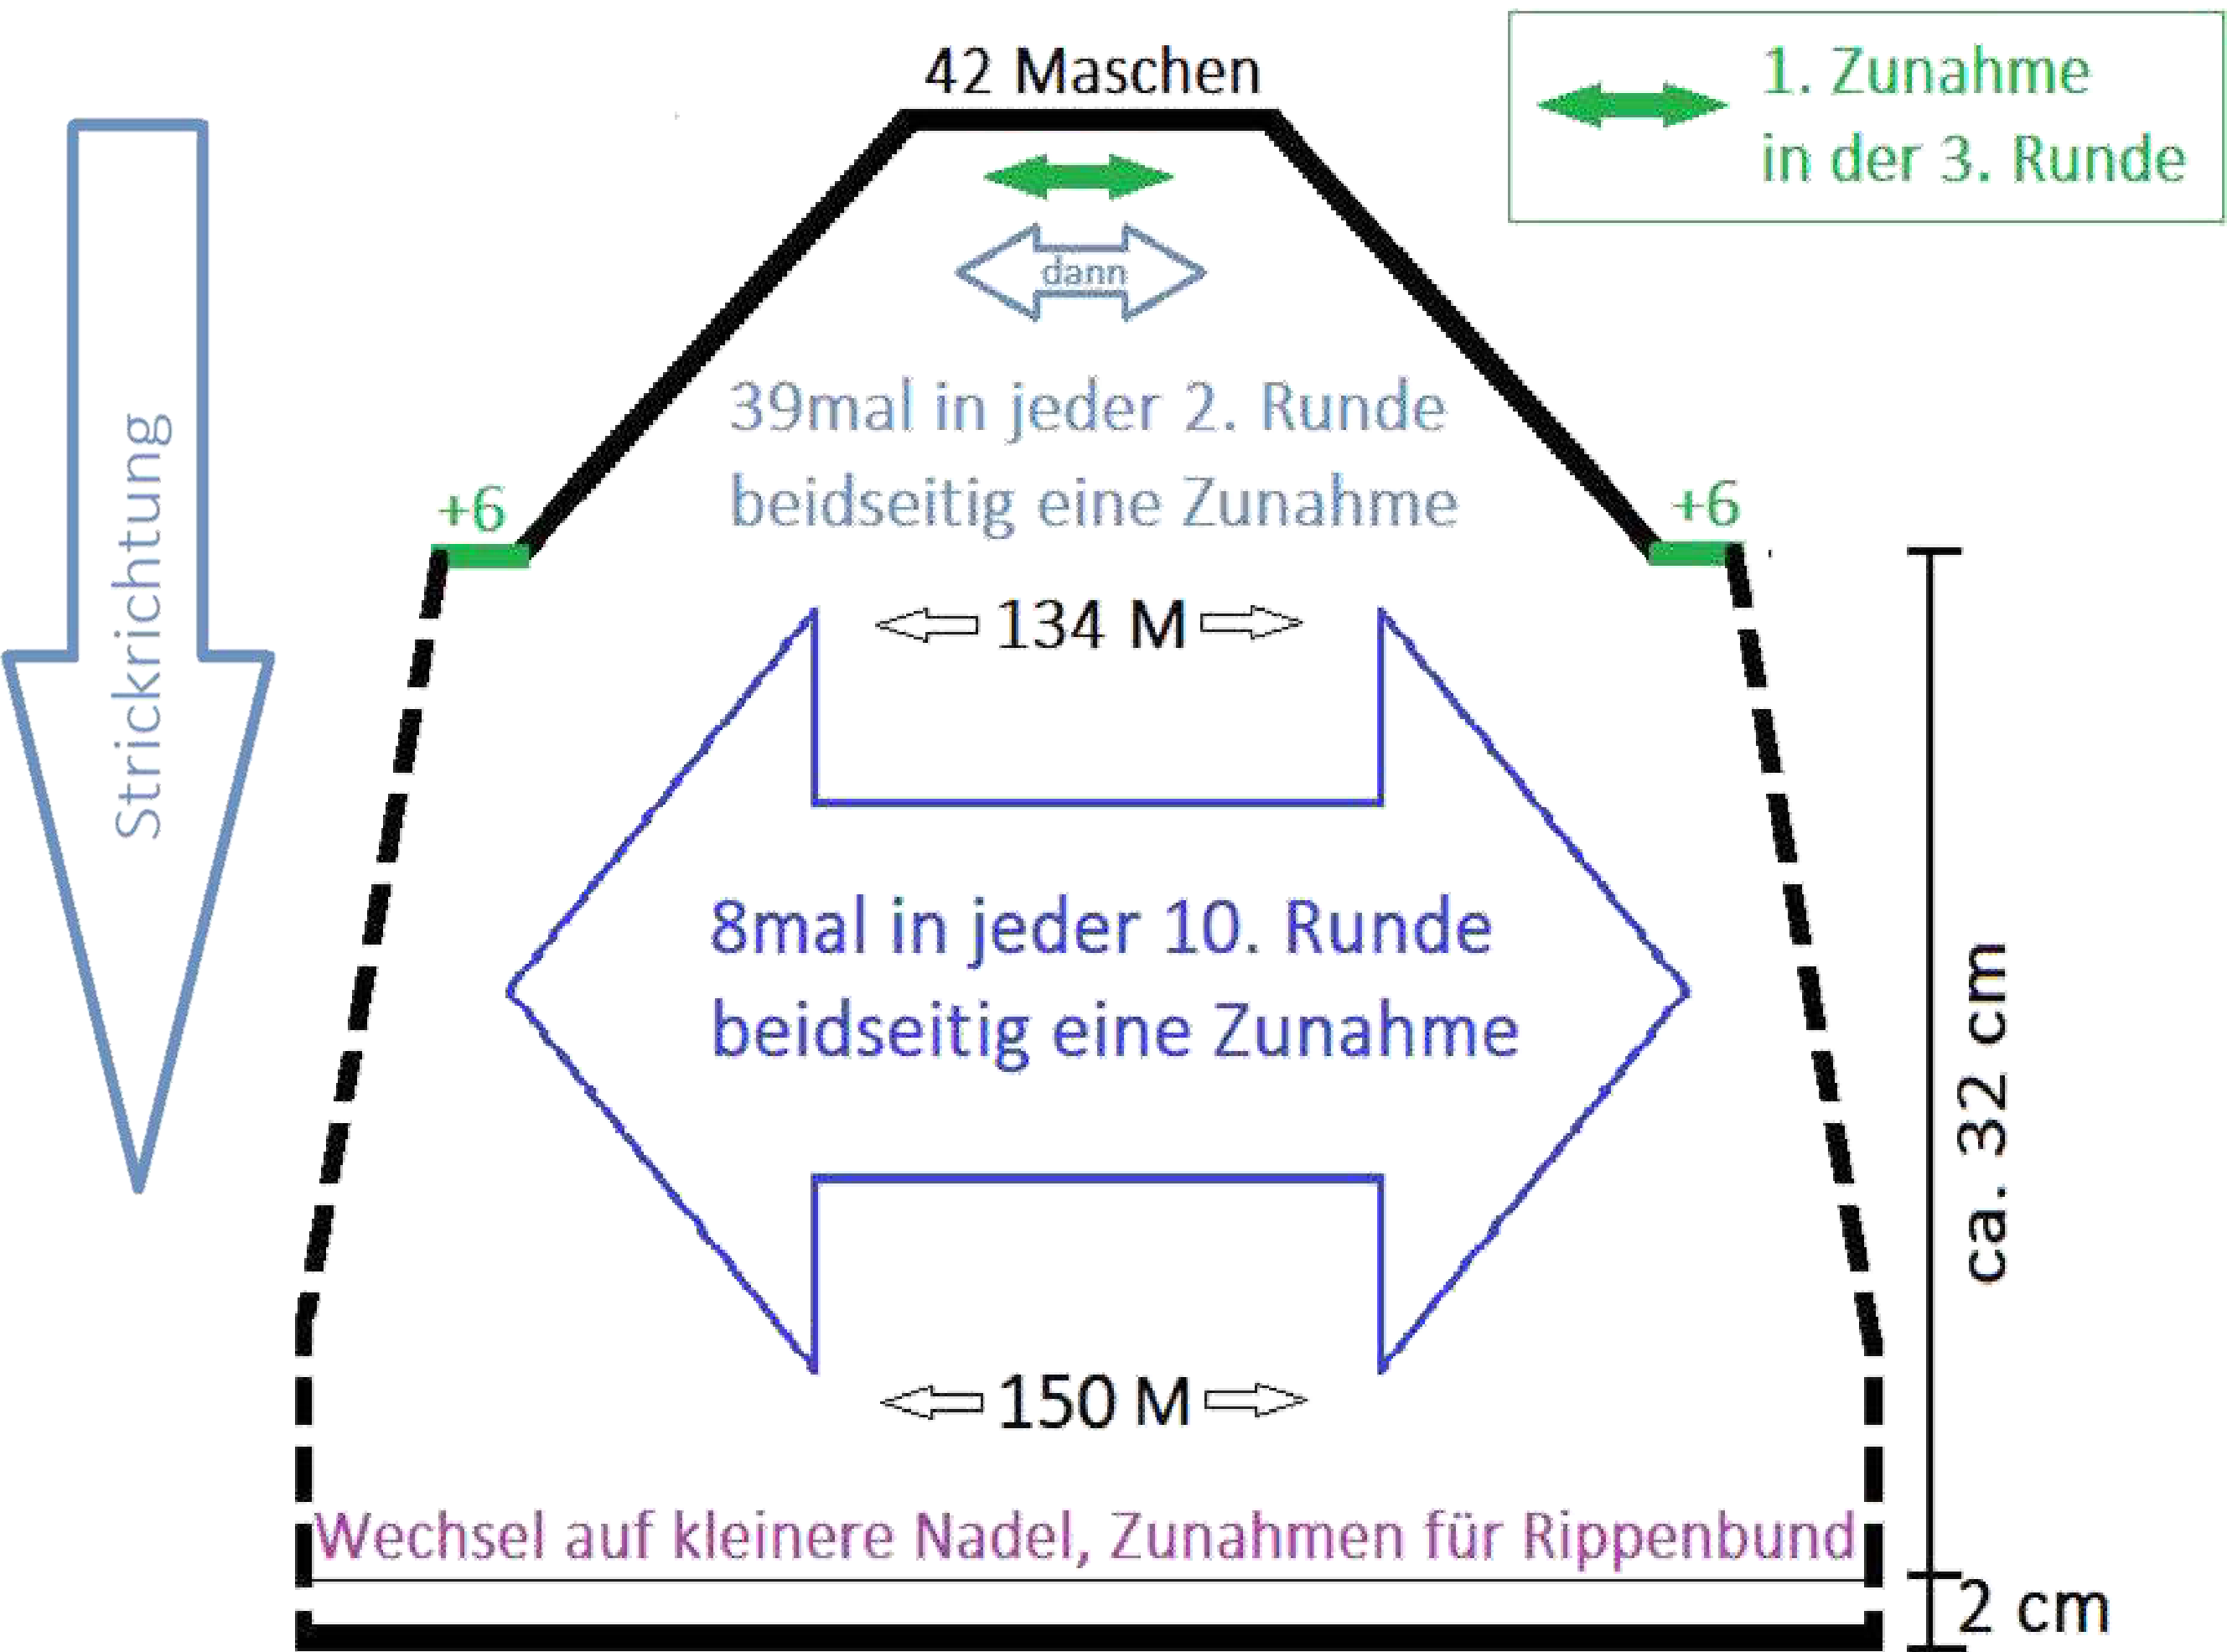 42 Maschen
1. Zunahme
in der 3. Runde
dann
39mal in jeder 2. Runde
beidseitig eine Zunahme
Strickrichtung
+6
+6
134 M
8mal in jeder 10. Runde
beidseitig eine Zunahme
ca. 32 cm
150 M
Wechsel auf kleinere Nadel, Zunahmen für Rippenbund
2 cm